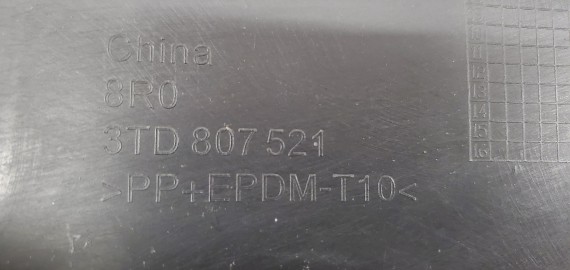 China
8R0
3TD 807 521
>PP+EPDM-T10<